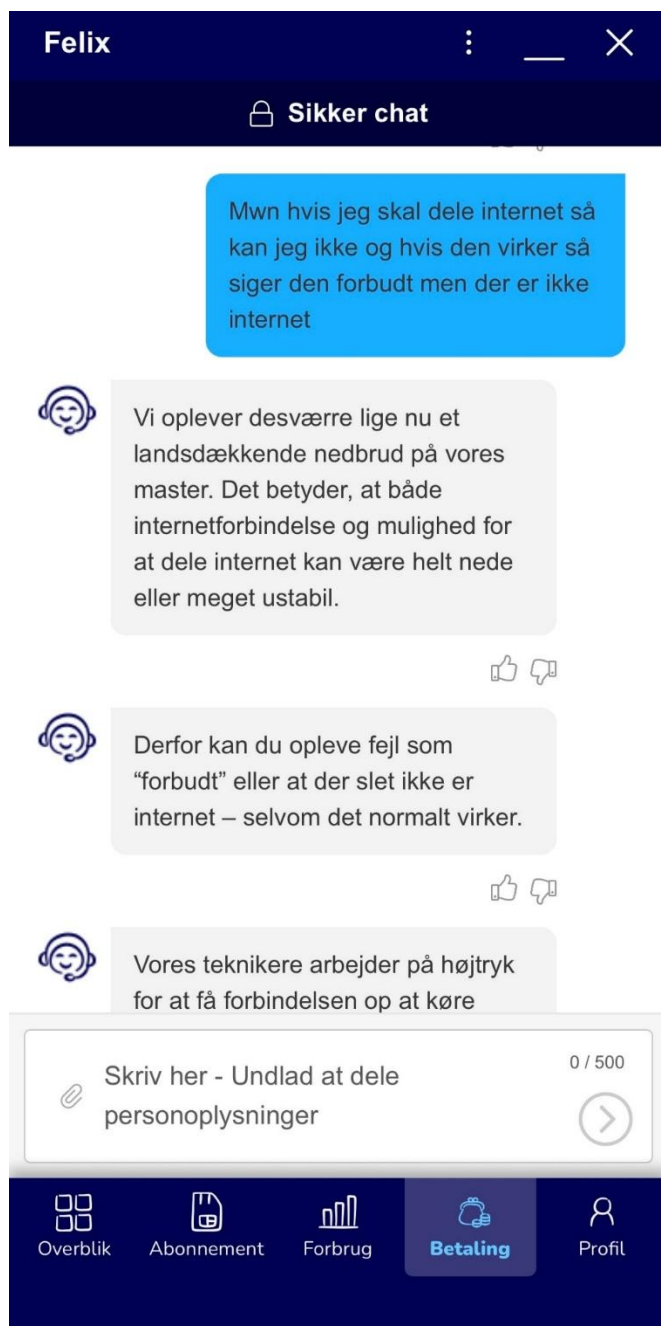 Felix
Sikker chat
Mwn hvis jeg skal dele internet så
kan jeg ikke og hvis den virker så
siger den forbudt men der er ikke
internet
Vi oplever desværre lige nu et
landsdækkende nedbrud på vores
master. Det betyder, at både
internetforbindelse og mulighed for
at dele internet kan være helt nede
eller meget ustabil.
Derfor kan du opleve fejl som
“forbudt” eller at der slet ikke er
internet – selvom det normalt virker.
Vores teknikere arbejder på højtryk
for at få forbindelsen op at køre
Skriv her - Undlad at dele
personoplysninger
0 / 500
Overblik
Abonnement
Forbrug
Betaling
Profil